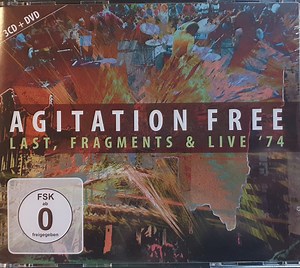 3CD + DVD
AGITATION FREE
LAST, FRAGMENTS & LIVE '74
FSK
ab
0
freigegeben